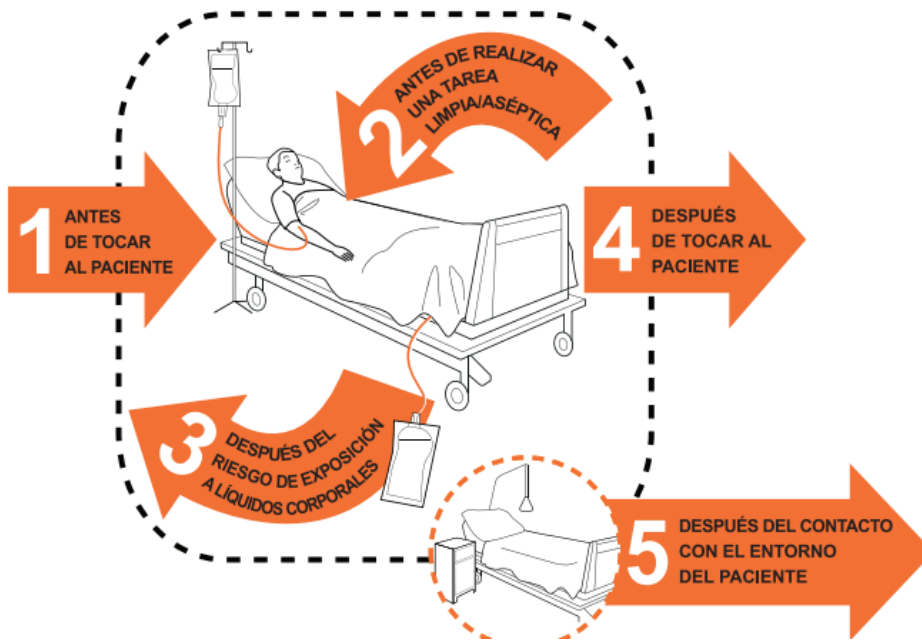 1
ANTES
DE TOCAR
AL PACIENTE
2
ANTES DE REALIZAR
UNA TAREA
LIMPIA/ASÉPTICA
3
DESPUÉS DEL
RIESGO DE EXPOSICIÓN
A LÍQUIDOS CORPORALES
4
DESPUÉS
DE TOCAR AL
PACIENTE
5
DESPUÉS DEL CONTACTO
CON EL ENTORNO
DEL PACIENTE